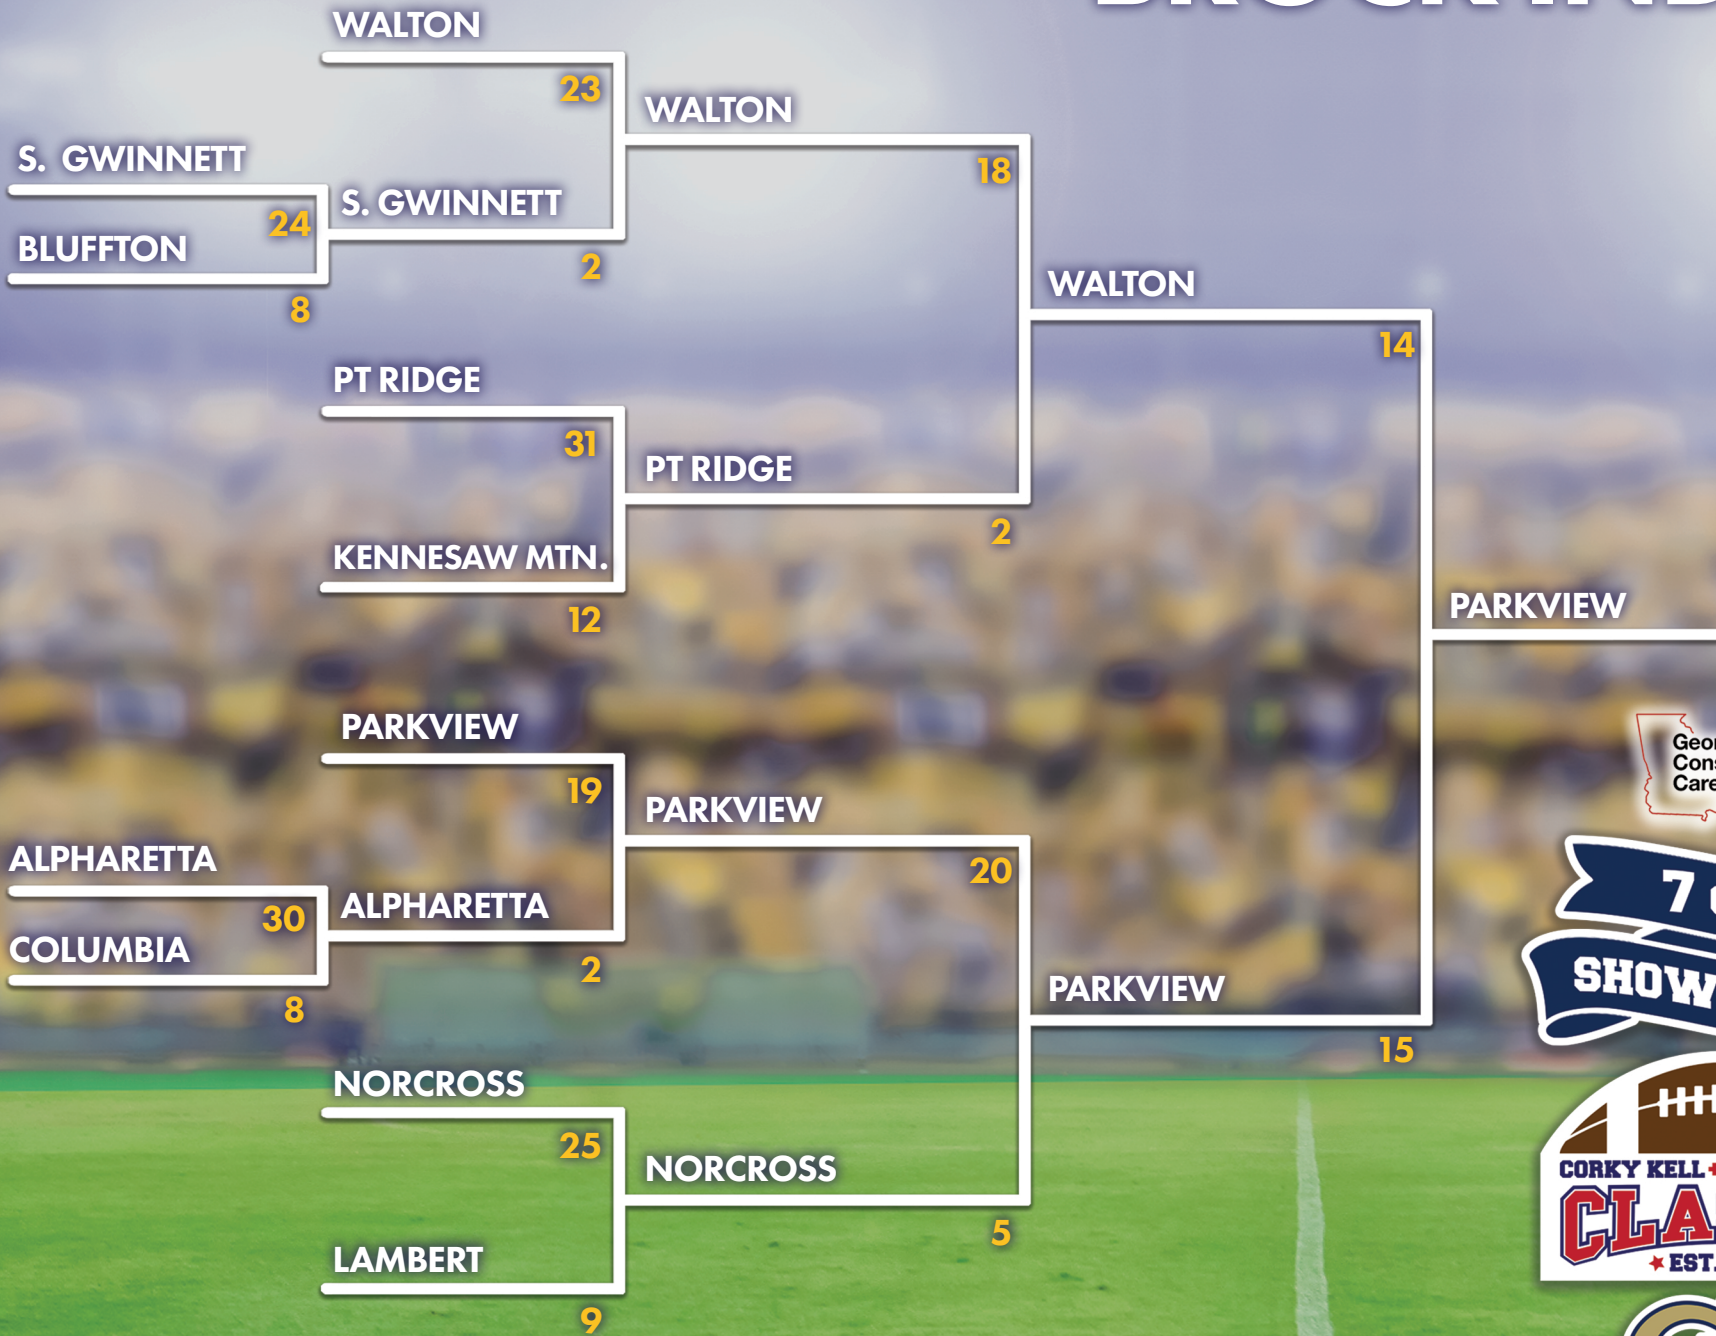 WALTON
23
WALTON
18
S. GWINNETT
24
S. GWINNETT
2
BLUFFTON
8
WALTON
14
PT RIDGE
31
PT RIDGE
2
KENNESAW MTN.
12
PARKVIEW
PARKVIEW
19
PARKVIEW
20
ALPHARETTA
30
ALPHARETTA
2
COLUMBIA
8
PARKVIEW
15
NORCROSS
25
NORCROSS
5
LAMBERT
9
7
SHOW
CORKY KELL
CLA
EST.